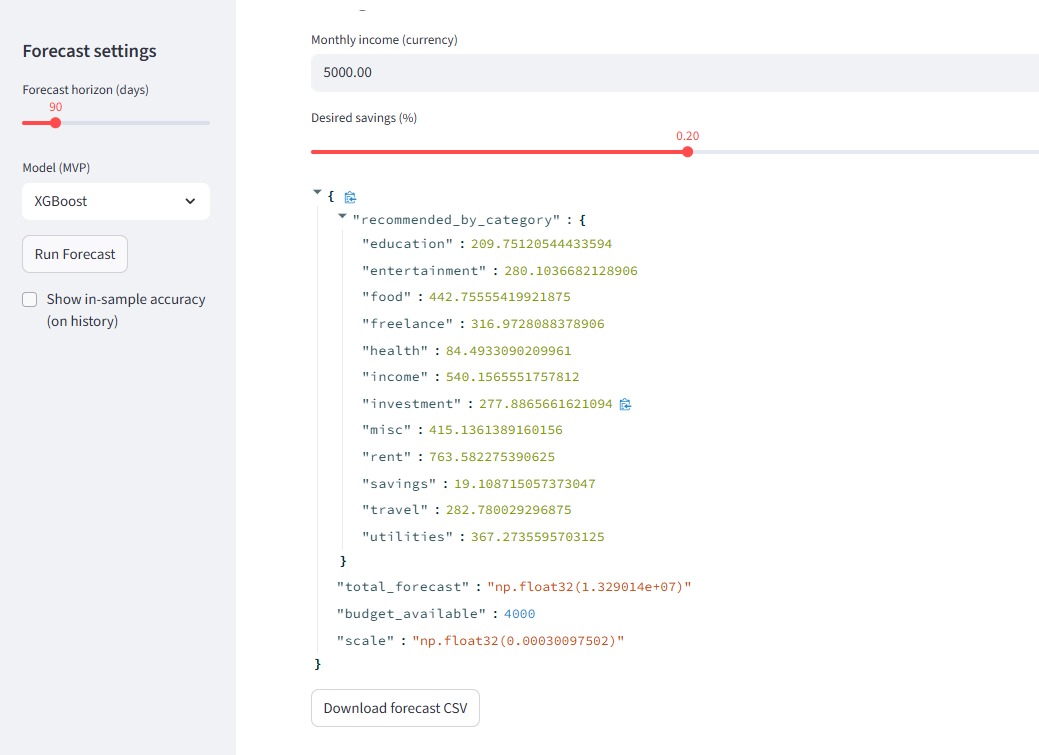 Forecast settings
Forecast horizon (days)
90
Model (MVP)
XGBoost
Run Forecast
Show in-sample accuracy
(on history)
Monthly income (currency)
5000.00
Desired savings (%)
0.20
{
"recommended_by_category" : {
"education" : 209.75120544433594
"entertainment" : 280.1036682128906
"food" : 442.75555419921875
"freelance" : 316.9728088378906
"health" : 84.4933090209961
"income" : 540.1565551757812
"investment" : 277.8865661621094
"misc" : 415.1361389160156
"rent" : 763.582275390625
"savings" : 19.108715057373047
"travel" : 282.780029296875
"utilities" : 367.2735595703125
}
"total_forecast" : "np.float32(1.329014e+07)"
"budget_available" : 4000
"scale" : "np.float32(0.00030097502)"
}
Download forecast CSV